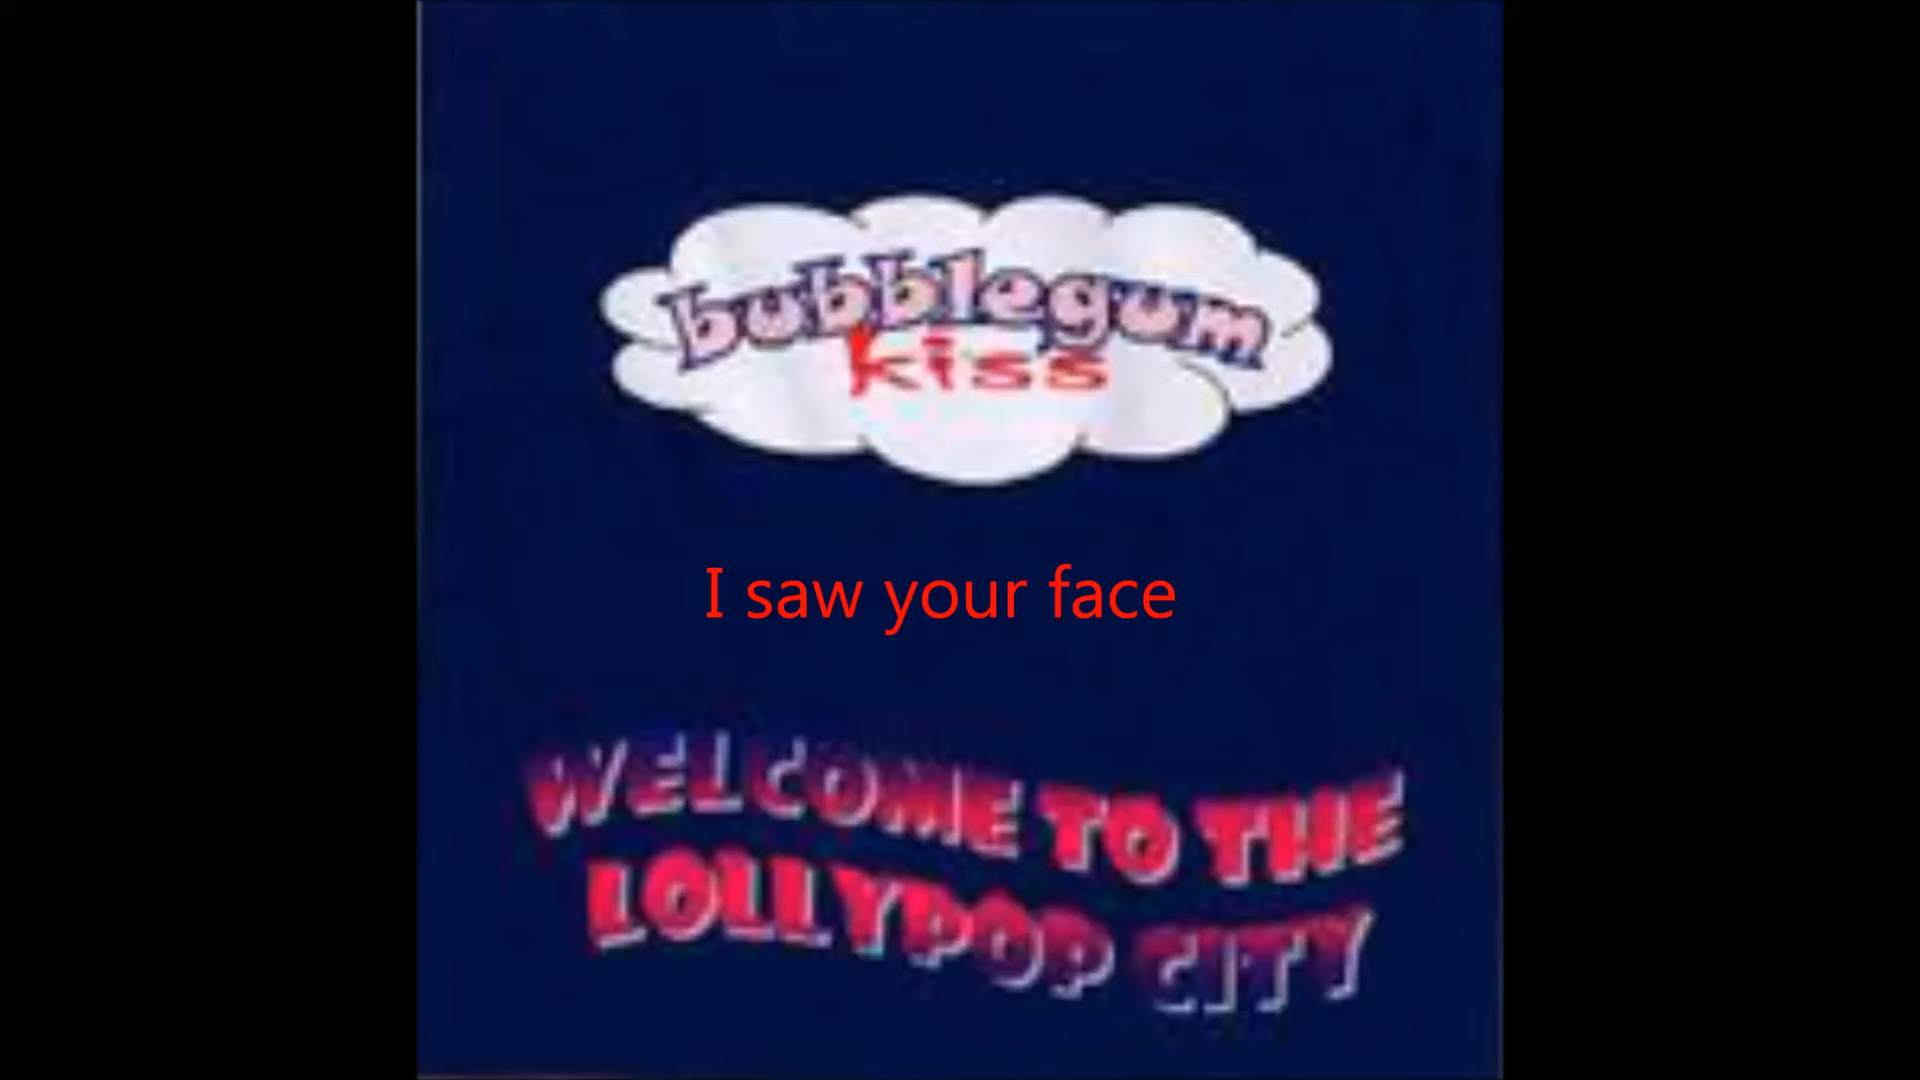 bubblegum
kiss
I saw your face
WELCOME TO THE
LOLLYPOP CITY